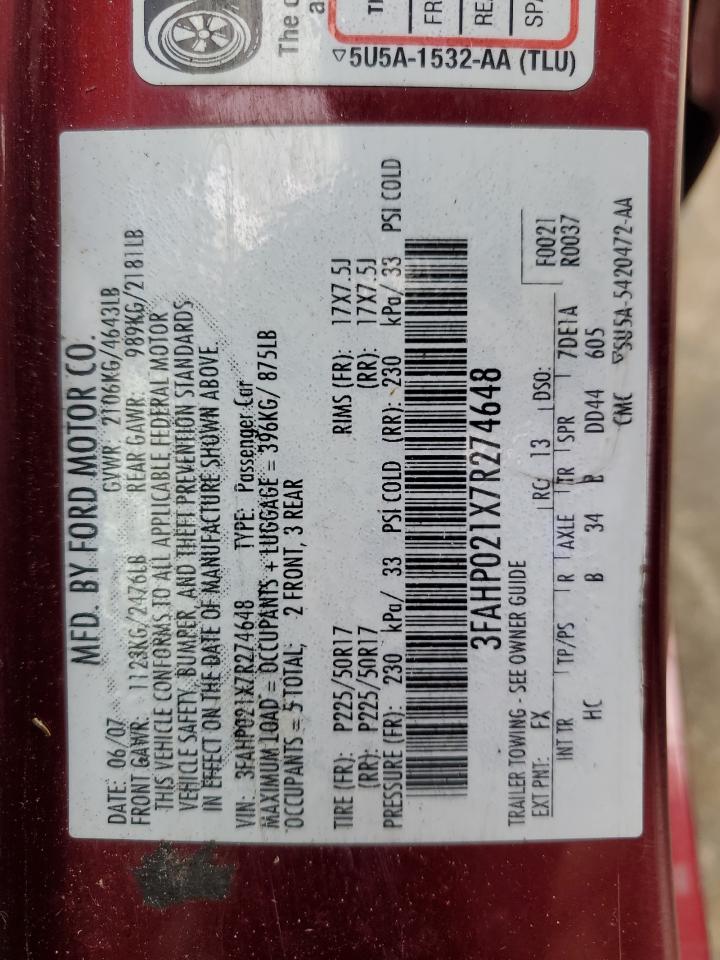 The
TI
FR
RE
SP
▽5U5A-1532-AA (TLU)
MFD. BY FORD MOTOR CO.
DATE: 06/07 GVWR: 2106KG/4643LB
FRONT GAWR: 1123KG/2476LB REAR GAWR: 989KG/2181LB
THIS VEHICLE CONFORMS TO ALL APPLICABLE FEDERAL MOTOR
VEHICLE SAFETY, BUMPER, AND THEFT PREVENTION STANDARDS
IN EFFECT ON THE DATE OF MANUFACTURE SHOWN ABOVE.
VIN: 3FAHP021X7R274648 TYPE: Passenger Car
MAXIMUM LOAD = OCCUPANTS + LUGGAGE = 396KG/ 875LB
OCCUPANTS = 5 TOTAL; 2 FRONT, 3 REAR
TIRE (FR): P225/50R17 RIMS (FR): 17X7.5J
(RR): P225/50R17 (RR): 17X7.5J
PRESSURE (FR): 230 kPa/ 33 PSI COLD (RR): 230 kPa/ 33 PSI COLD
3FAHP021X7R274648
TRAILER TOWING - SEE OWNER GUIDE
EXT PNT: FX RC: 13 DSO: F0021
INT TR TP/PS R AXLE TR SPR 7DE1A R0037
HC B 34 B DD44 605
CMC ▽5U5A-5420472-AA